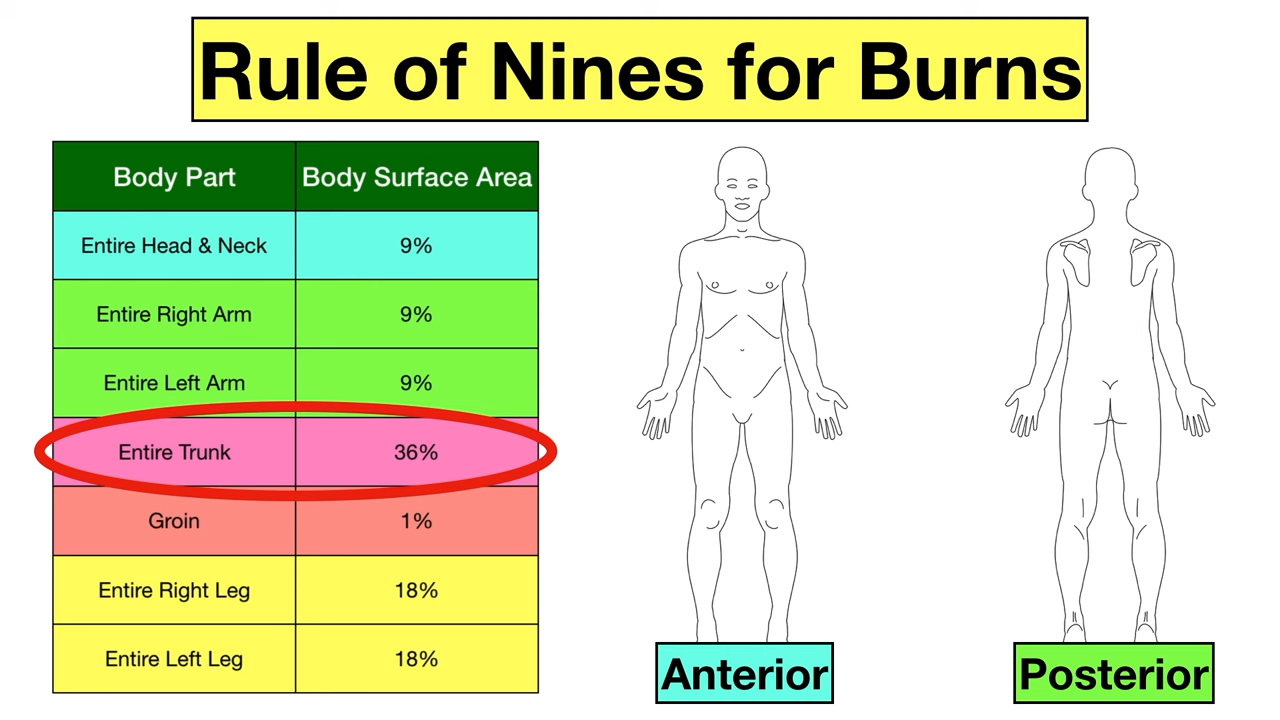 Rule of Nines for Burns
Body Part Body Surface Area
Entire Head & Neck 9%
Entire Right Arm 9%
Entire Left Arm 9%
Entire Trunk 36%
Groin 1%
Entire Right Leg 18%
Entire Left Leg 18%
Anterior
Posterior